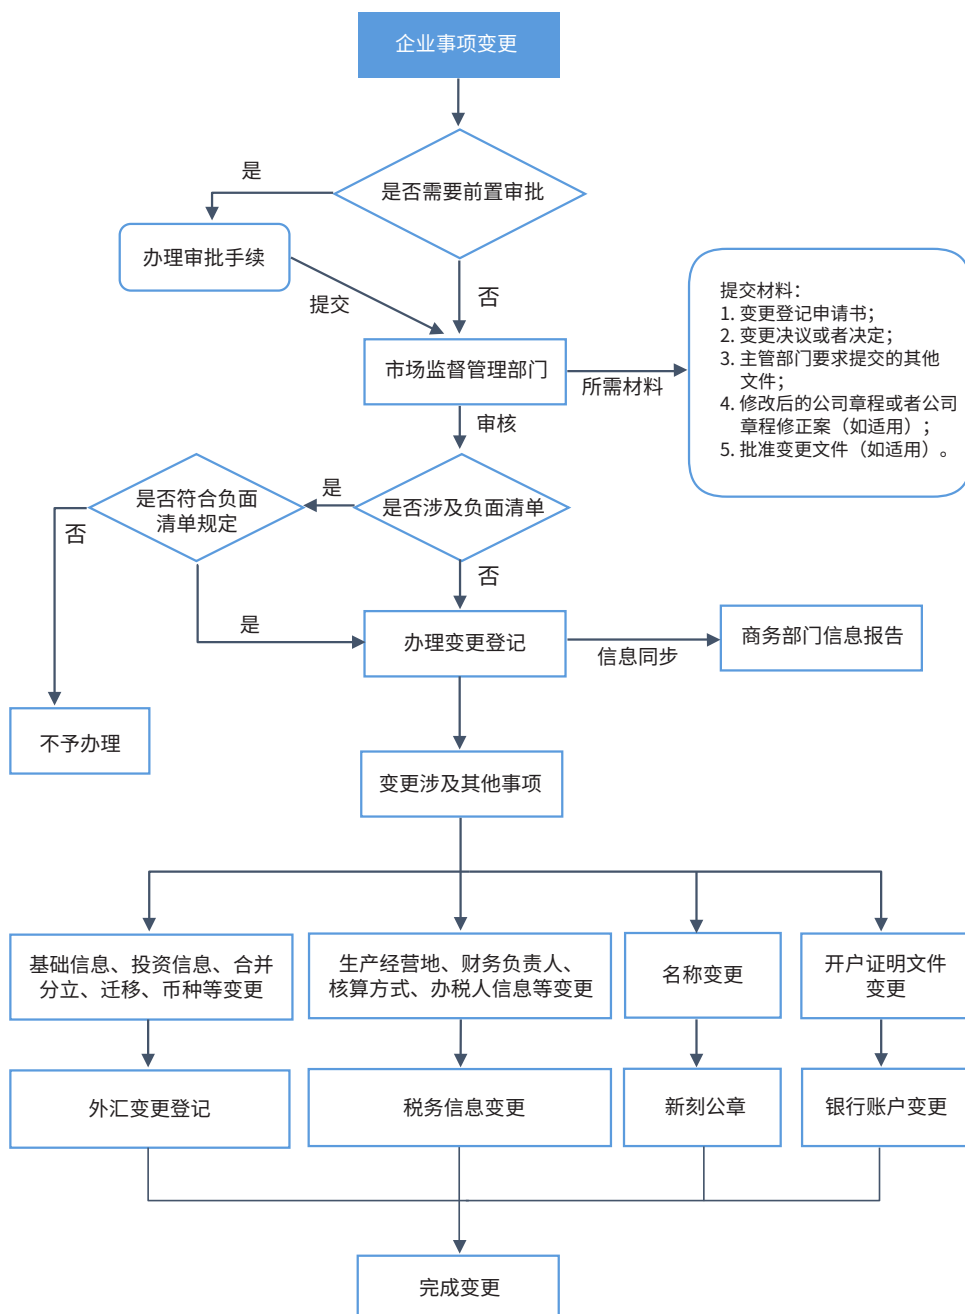 企业事项变更
是
是否需要前置审批
办理审批手续
提交
否
市场监督管理部门
所需材料
提交材料：
1. 变更登记申请书；
2. 变更决议或者决定；
3. 主管部门要求提交的其他
文件；
4. 修改后的公司章程或者公司
章程修正案（如适用）；
5. 批准变更文件（如适用）。
审核
是否符合负面
清单规定
是
是否涉及负面清单
否
否
是
办理变更登记
信息同步
商务部门信息报告
不予办理
变更涉及其他事项
基础信息、投资信息、合并
分立、迁移、币种等变更
生产经营地、财务负责人、
核算方式、办税人信息等变更
名称变更
开户证明文件
变更
外汇变更登记
税务信息变更
新刻公章
银行账户变更
完成变更